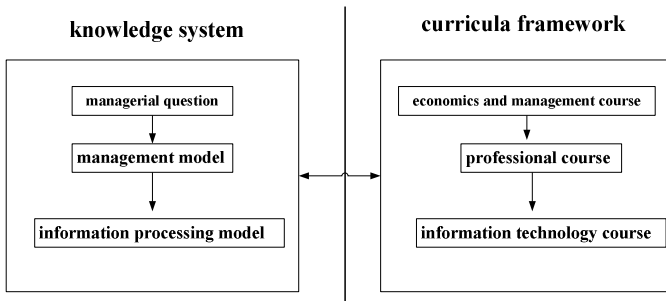 knowledge system
curricula framework
managerial question
management model
information processing model
economics and management course
professional course
information technology course